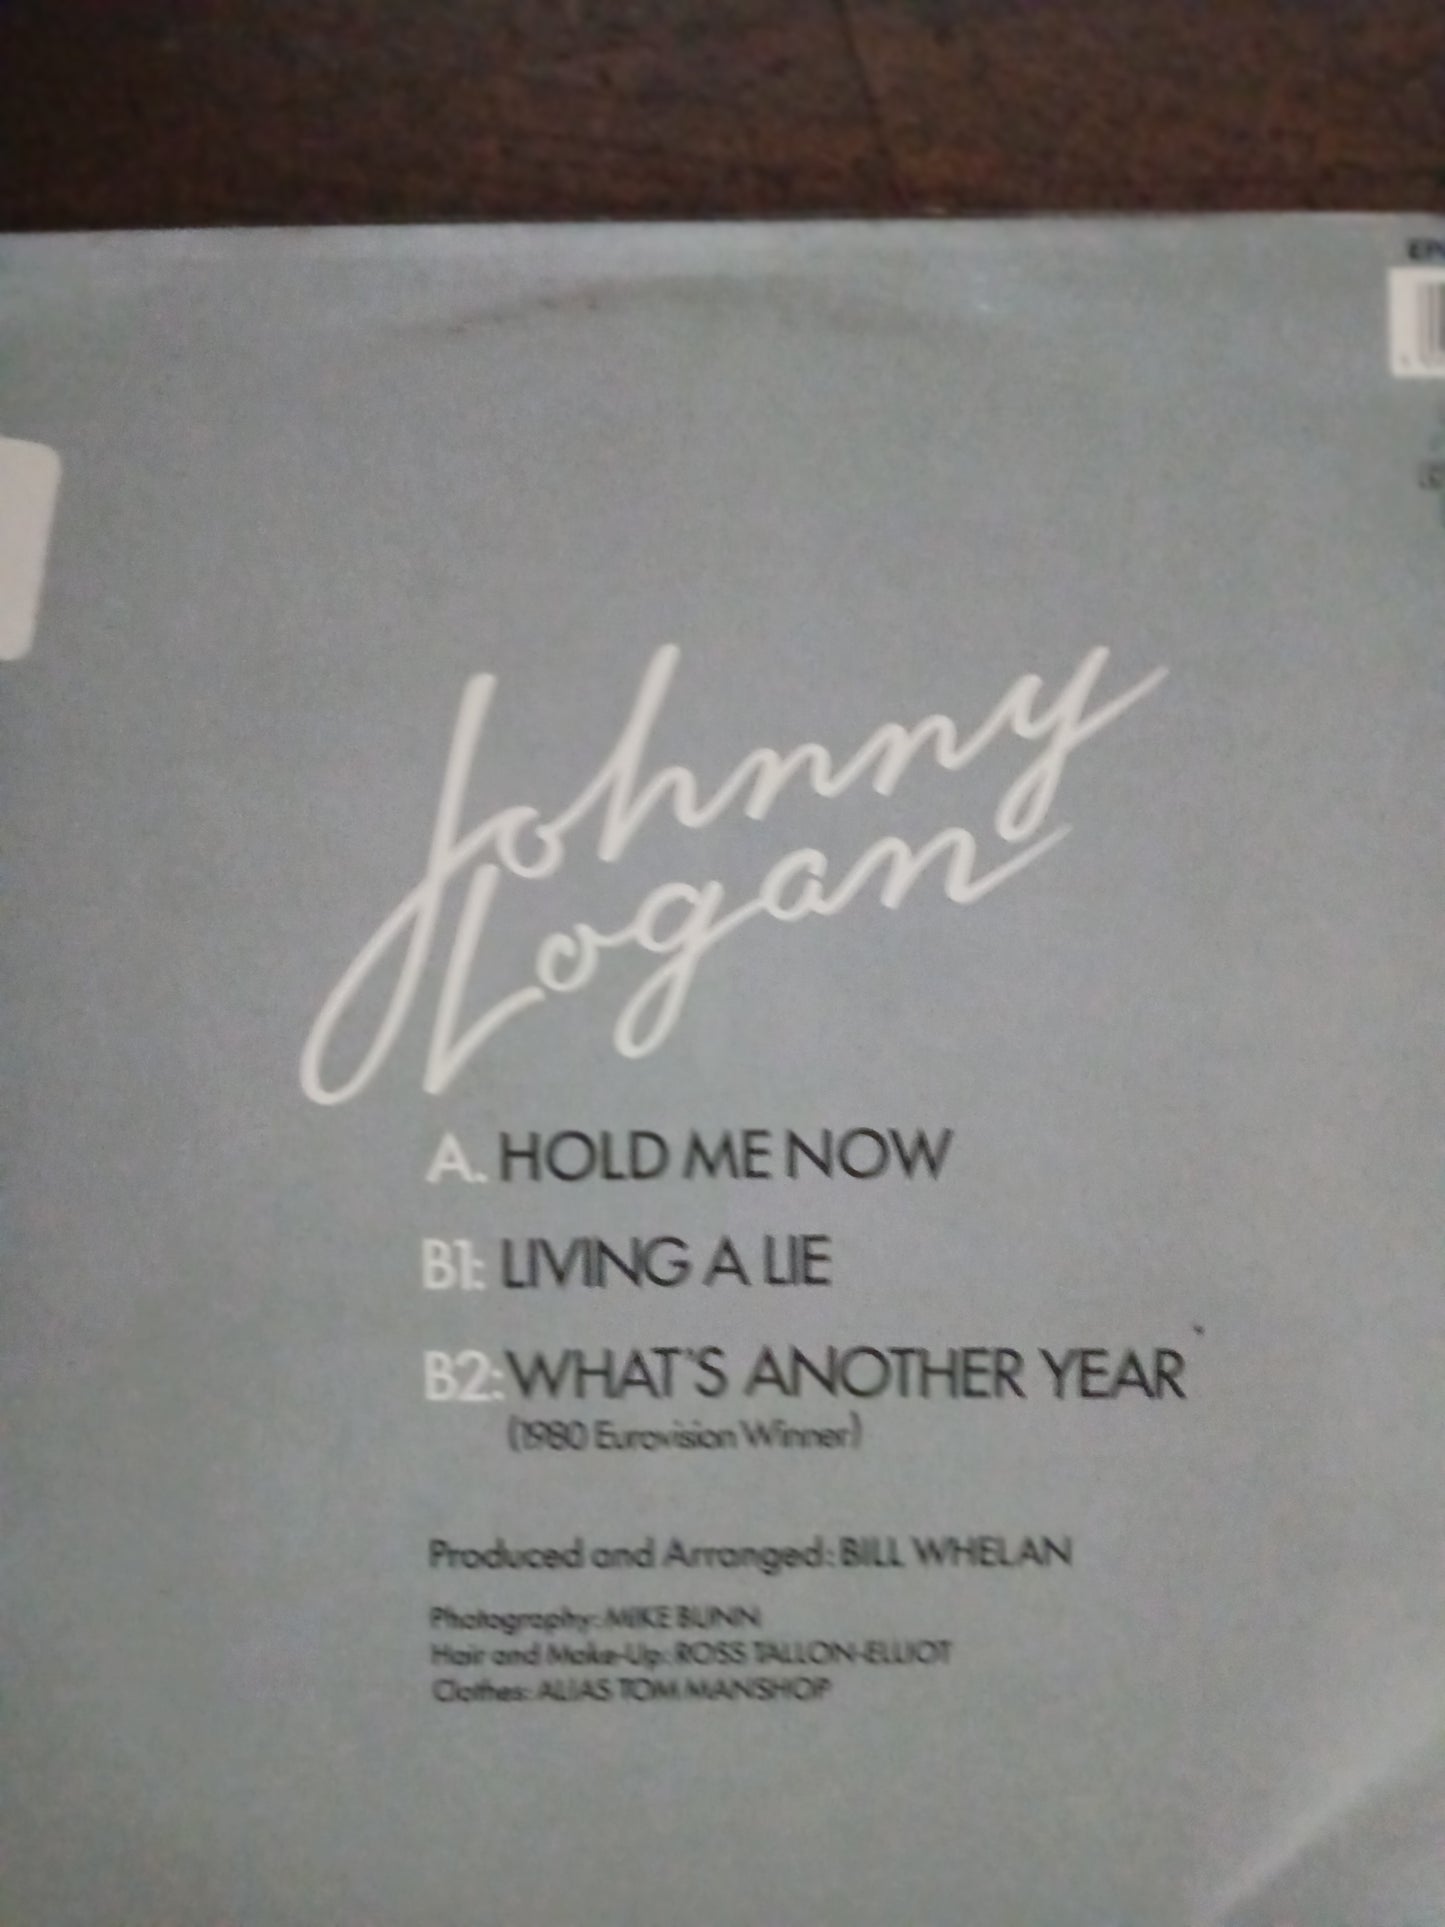 Johnny
Logan
A. HOLD ME NOW
B1: LIVING A LIE
B2: WHAT'S ANOTHER YEAR
(1980 Eurovision Winner)
Produced and Arranged: BILL WHELAN
Photography: MIKE BUNN
Hair and Make-Up: ROSS TALLON-ELLIOT
Clothes: ALIAS TOM MANSHOP